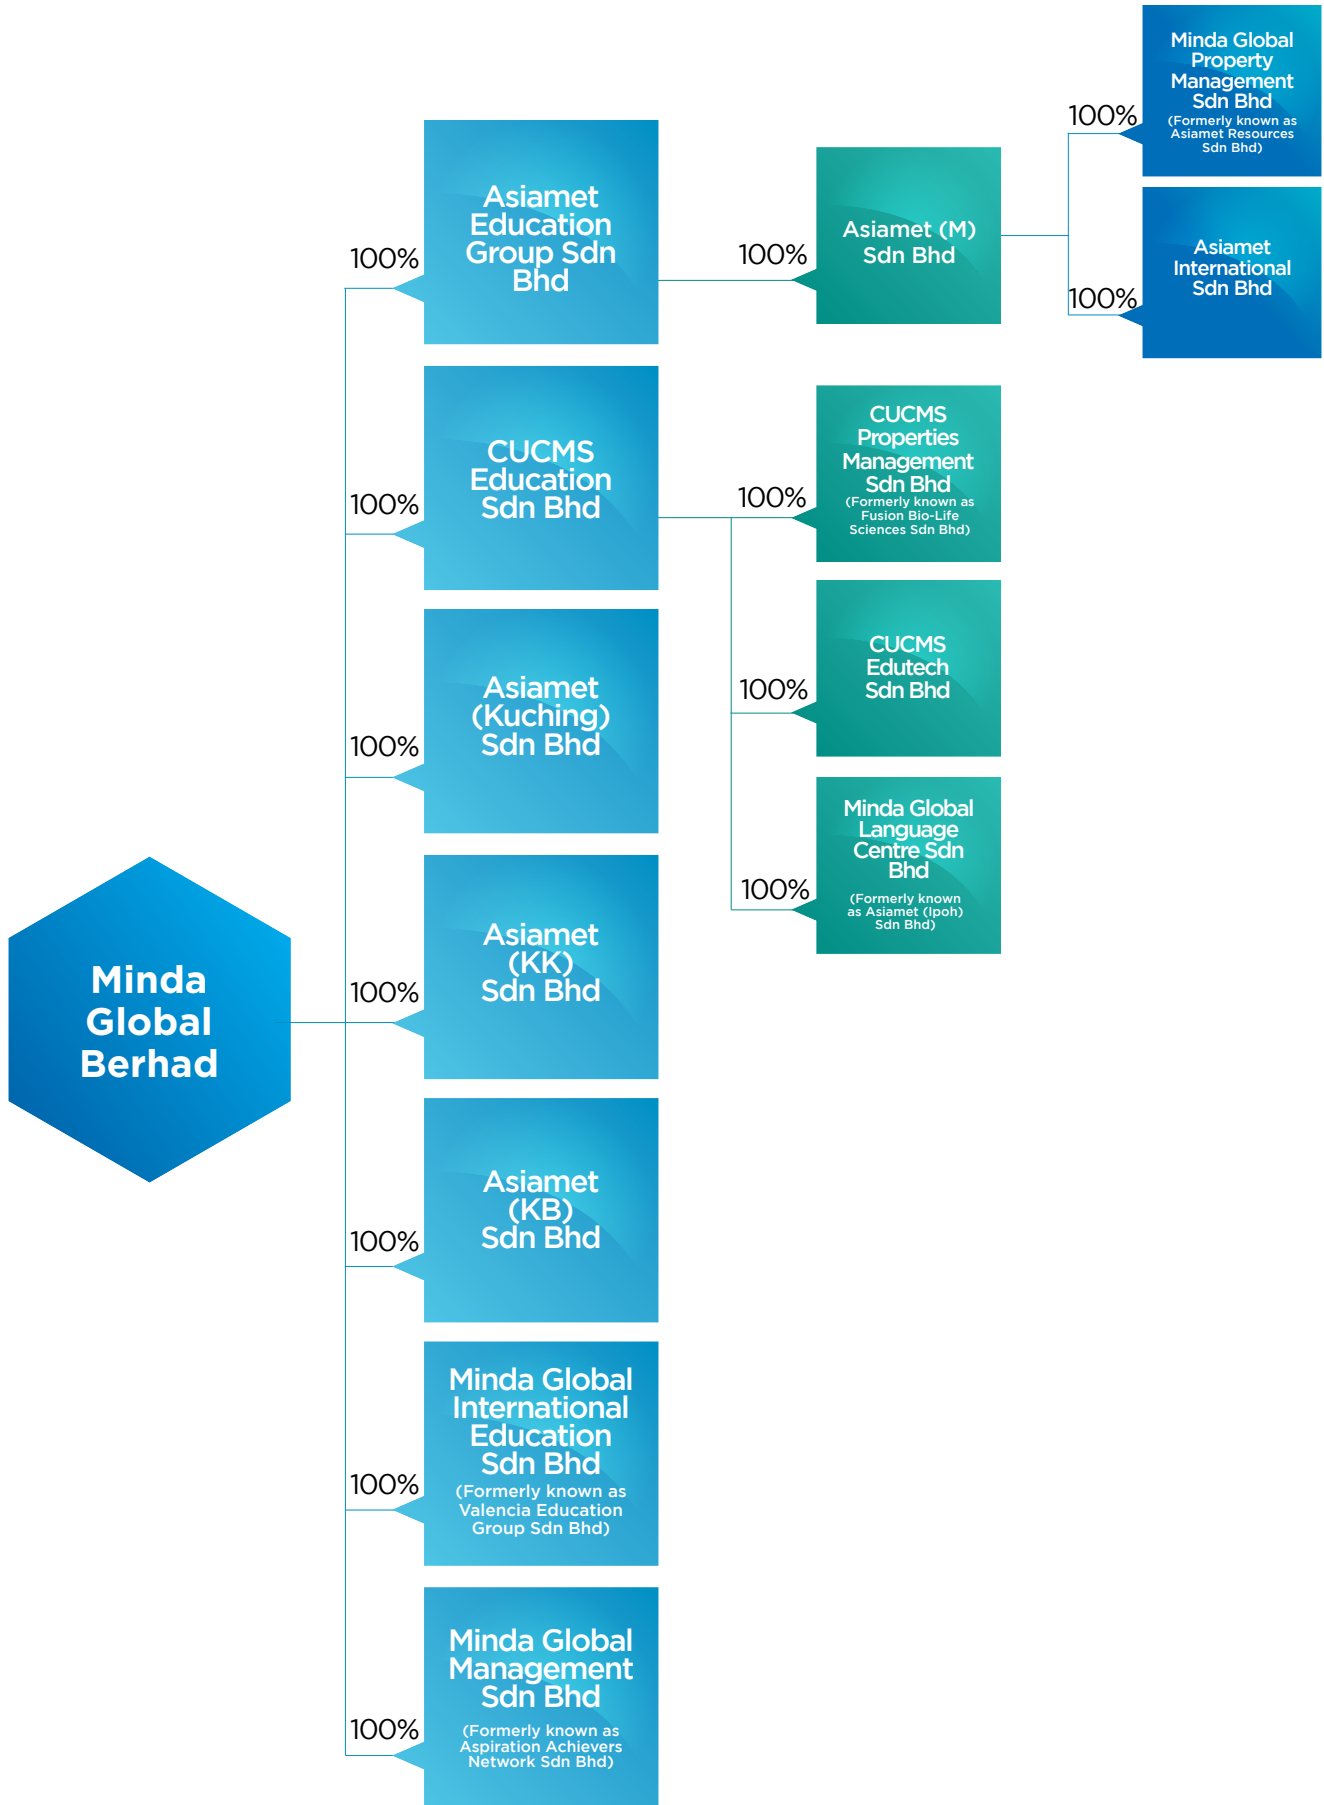 Minda
Global
Berhad
100%
Asiamet
Education
Group Sdn
Bhd
100%
Asiamet (M)
Sdn Bhd
100%
Minda Global
Property
Management
Sdn Bhd
(Formerly known as
Asiamet Resources
Sdn Bhd)
100%
Asiamet
International
Sdn Bhd
100%
CUCMS
Education
Sdn Bhd
100%
CUCMS
Properties
Management
Sdn Bhd
(Formerly known as
Fusion Bio-Life
Sciences Sdn Bhd)
100%
CUCMS
Edutech
Sdn Bhd
100%
Minda Global
Language
Centre Sdn
Bhd
(Formerly known
as Asiamet (Ipoh)
Sdn Bhd)
100%
Asiamet
(Kuching)
Sdn Bhd
100%
Asiamet
(KK)
Sdn Bhd
100%
Asiamet
(KB)
Sdn Bhd
100%
Minda Global
International
Education
Sdn Bhd
(Formerly known as
Valencia Education
Group Sdn Bhd)
100%
Minda Global
Management
Sdn Bhd
(Formerly known as
Aspiration Achievers
Network Sdn Bhd)